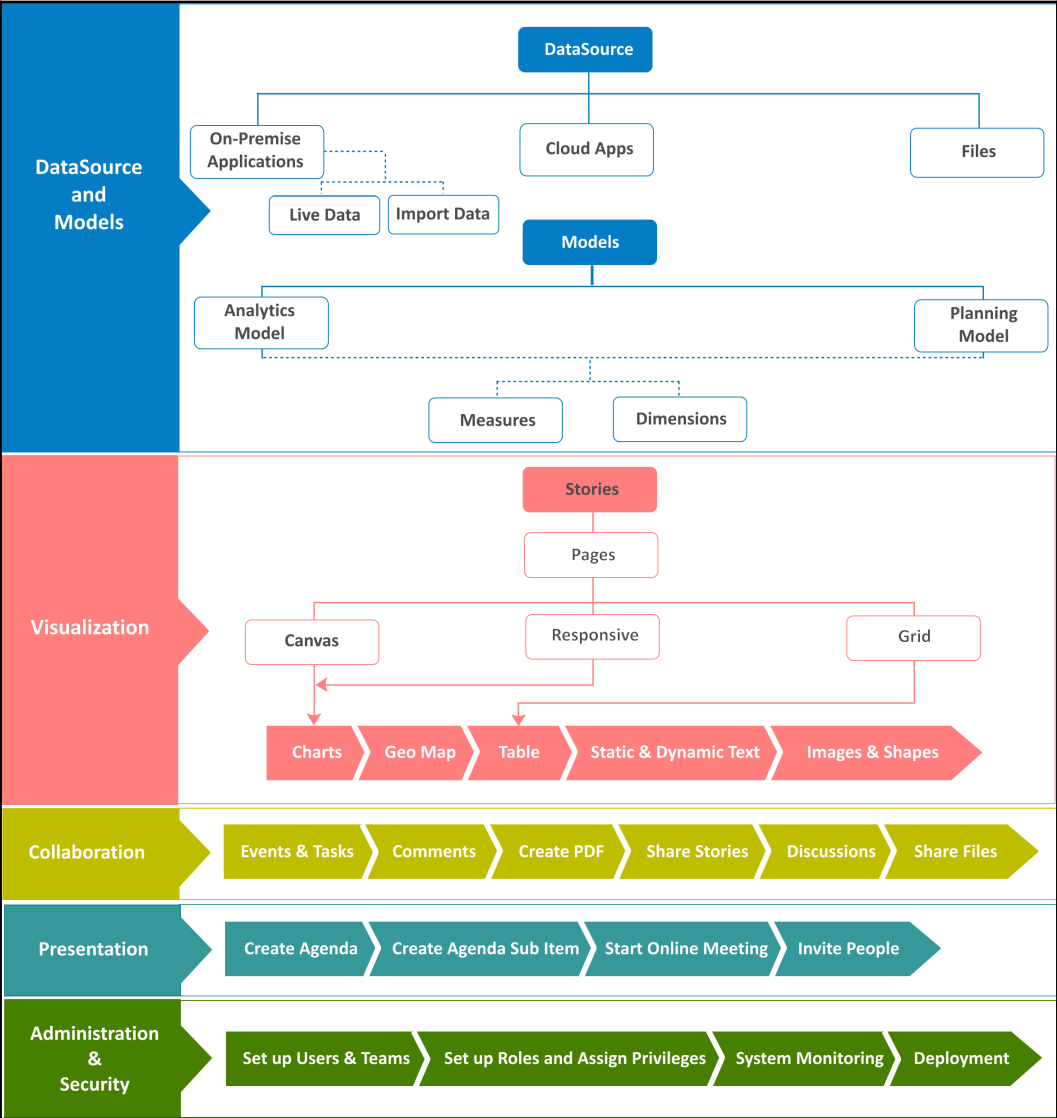 DataSource
and
Models
DataSource
On-Premise
Applications
Cloud Apps
Files
Live Data
Import Data
Models
Analytics
Model
Planning
Model
Measures
Dimensions
Visualization
Stories
Pages
Canvas
Responsive
Grid
Charts
Geo Map
Table
Static & Dynamic Text
Images & Shapes
Collaboration
Events & Tasks
Comments
Create PDF
Share Stories
Discussions
Share Files
Presentation
Create Agenda
Create Agenda Sub Item
Start Online Meeting
Invite People
Administration
&
Security
Set up Users & Teams
Set up Roles and Assign Privileges
System Monitoring
Deployment